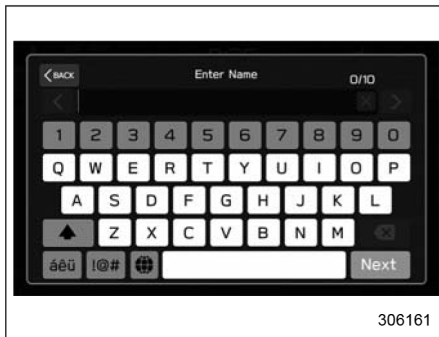 BACK Enter Name 0/10
1 2 3 4 5 6 7 8 9 0
Q W E R T Y U I O P
A S D F G H J K L
Z X C V B N M
áêü !@# Next
306161